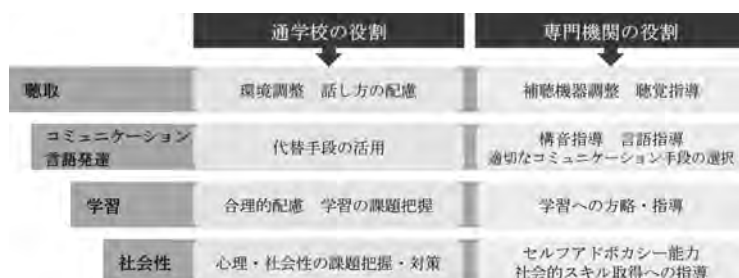 通学校の役割 専門機関の役割
聴取 環境調整 話し方の配慮 補聴機器調整 聴覚指導
コミュニケーション
言語発達
代替手段の活用
構音指導 言語指導
適切なコミュニケーション手段の選択
学習 合理的配慮 学習の課題把握 学習への方略・指導
社会性 心理・社会性の課題把握・対策
セルフアドボカシー能力
社会的スキル取得への指導